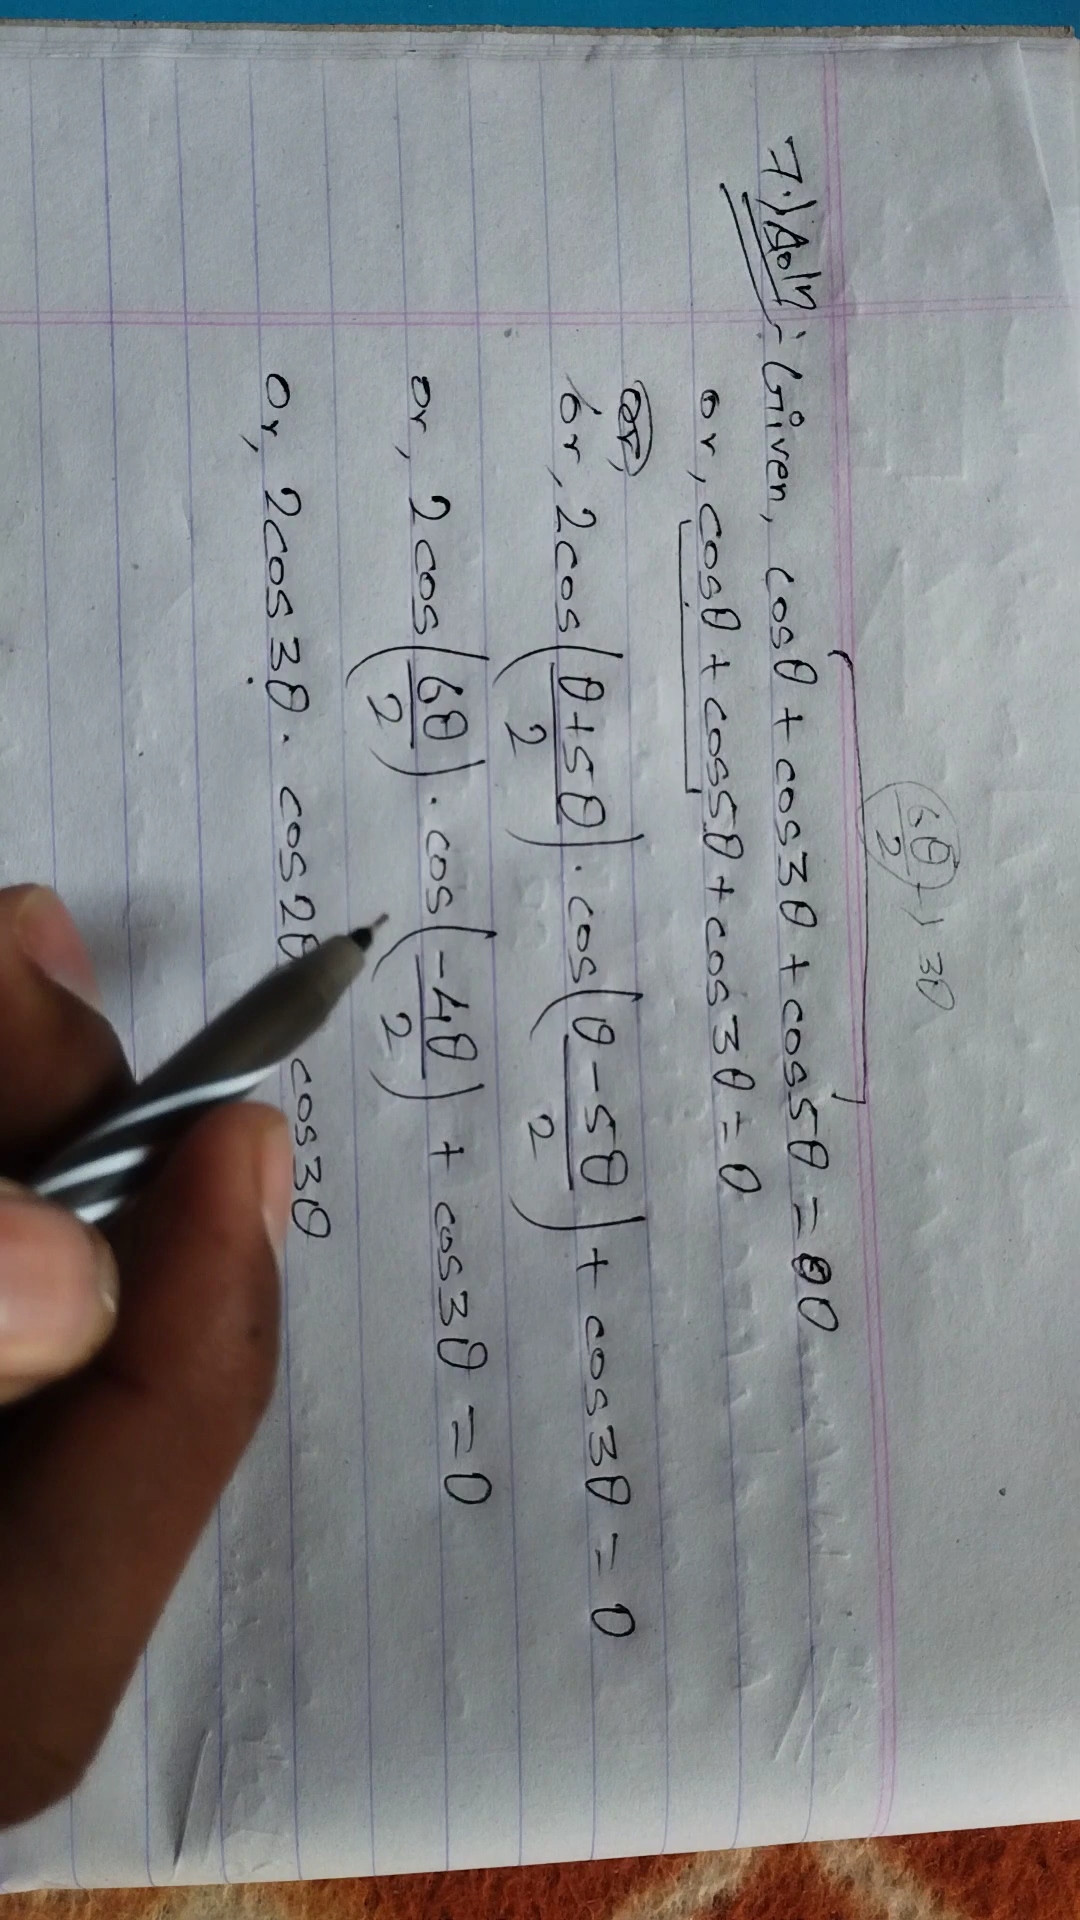 (6θ/2) → 3θ
7.) Soln:- Given, cosθ + cos3θ + cos5θ = 0
or, cosθ + cos5θ + cos3θ = 0
or,
or, 2cos(θ+5θ/2) . cos(θ-5θ/2) + cos3θ = 0
or, 2cos(6θ/2) . cos(-4θ/2) + cos3θ = 0
or, 2cos3θ . cos2θ cos3θ